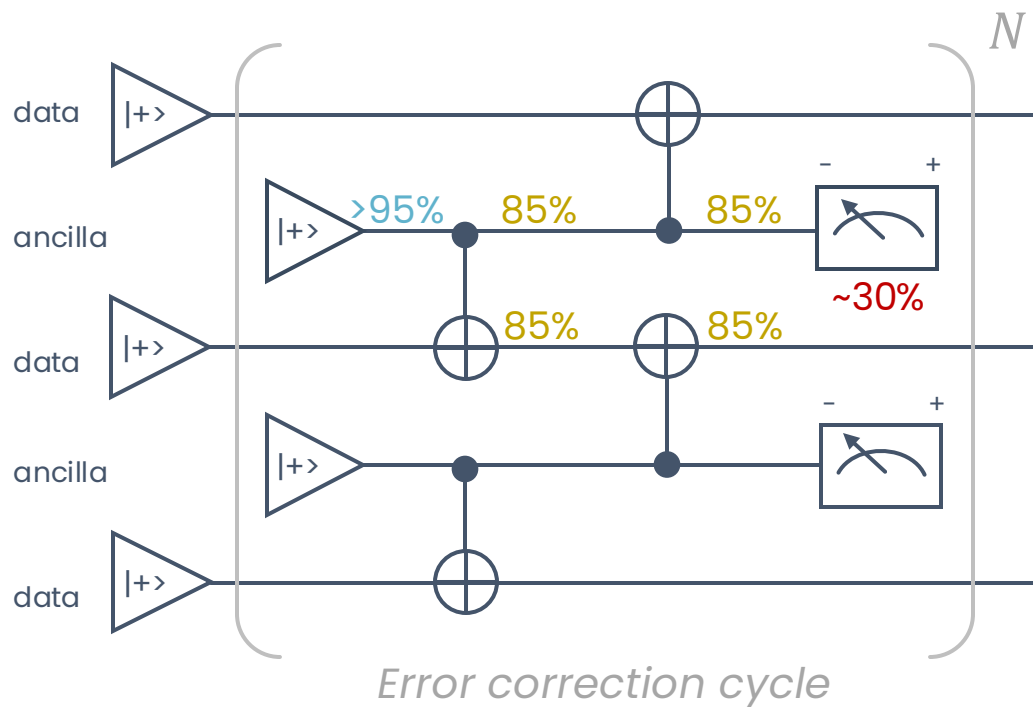 N
data
|+>
- +
>95% 85% 85%
ancilla
|+>
~30%
85% 85%
data
|+>
- +
ancilla
|+>
data
|+>
Error correction cycle